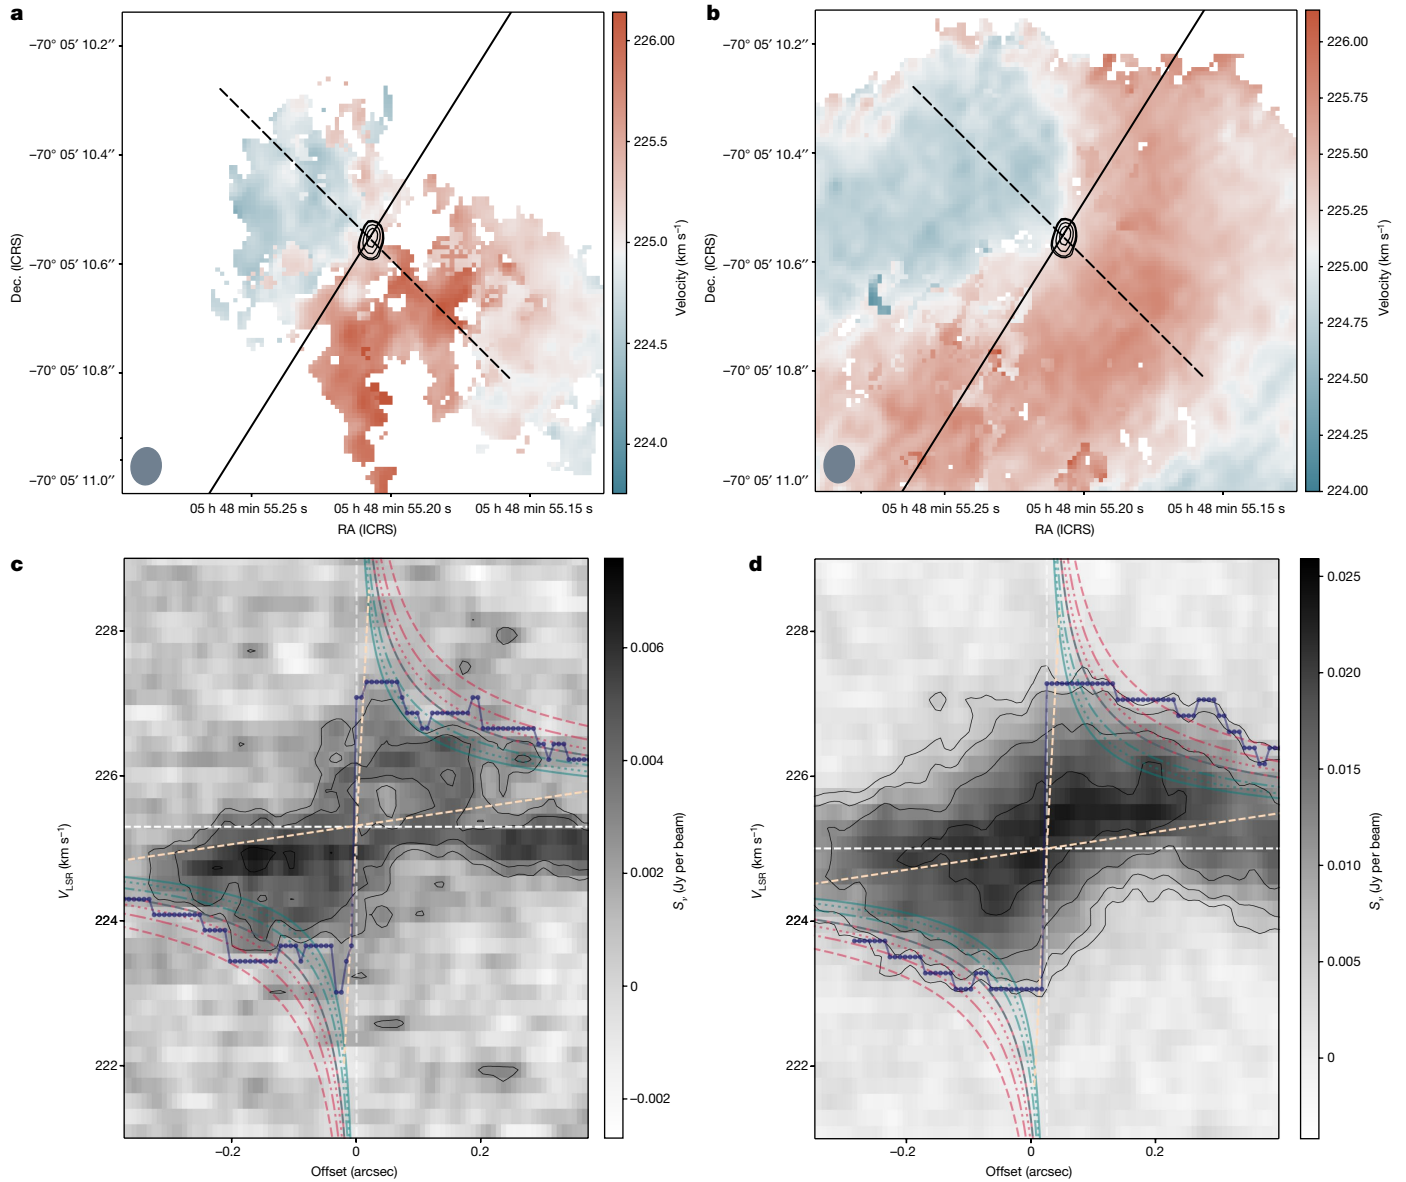 a
−70° 05′ 10.2″
−70° 05′ 10.4″
−70° 05′ 10.6″
−70° 05′ 10.8″
−70° 05′ 11.0″
Dec. (ICRS)
05 h 48 min 55.25 s
05 h 48 min 55.20 s
05 h 48 min 55.15 s
RA (ICRS)
226.00
225.5
225.0
224.5
224.0
Velocity (km s−1)
b
−70° 05′ 10.2″
−70° 05′ 10.4″
−70° 05′ 10.6″
−70° 05′ 10.8″
−70° 05′ 11.0″
Dec. (ICRS)
05 h 48 min 55.25 s
05 h 48 min 55.20 s
05 h 48 min 55.15 s
RA (ICRS)
226.00
225.75
225.50
225.25
225.00
224.75
224.50
224.25
224.00
Velocity (km s−1)
c
228
226
224
222
VLSR (km s−1)
−0.2
0
0.2
Offset (arcsec)
0.006
0.004
0.002
0
−0.002
Sν (Jy per beam)
d
228
226
224
222
VLSR (km s−1)
−0.2
0
0.2
Offset (arcsec)
0.025
0.020
0.015
0.010
0.005
0
Sν (Jy per beam)